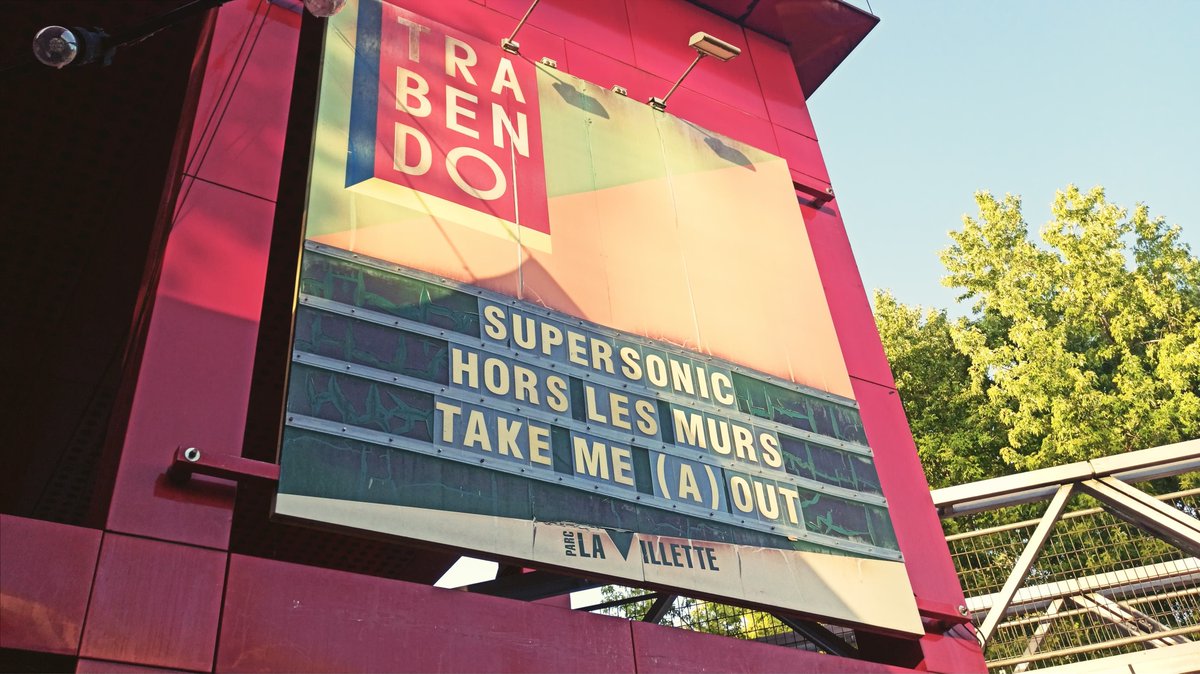 TRA
BEN
DO
SUPERSONIC
HORS LES MURS
TAKE ME (A) OUT
PARC LA VILLETTE